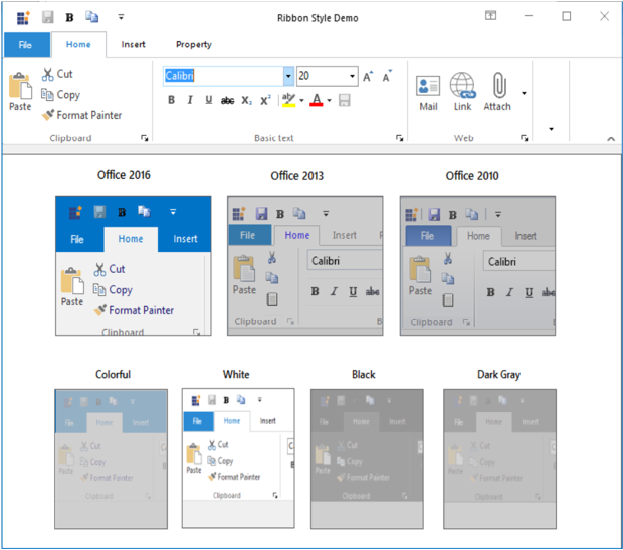 B Ribbon Style Demo
File Home Insert Property
Cut
Copy
Format Painter
Paste
Calibri 20 A A
B I U abc X₂ X² aby A
Mail Link Attach
Clipboard Basic text Web
Office 2016 Office 2013 Office 2010
B
File Home Insert
Cut
Copy
Format Painter
Paste
Clipboard
B
File Home Insert
Calibri
Paste
B I U abc
Clipboard B
B
File Home Insert
Calibri
Paste
B I U abc
Clipboard
Colorful White Black Dark Gray
File Home Insert
Cut
Copy
Format Painter
Paste
Clipboard
B
File Home Insert
Cut
Copy
Format Painter
Paste
Clipboard
File Home Insert
Cut
Copy
Format Painter
Paste
Clipboard
File Home Insert
Cut
Copy
Format Painter
Paste
Clipboard